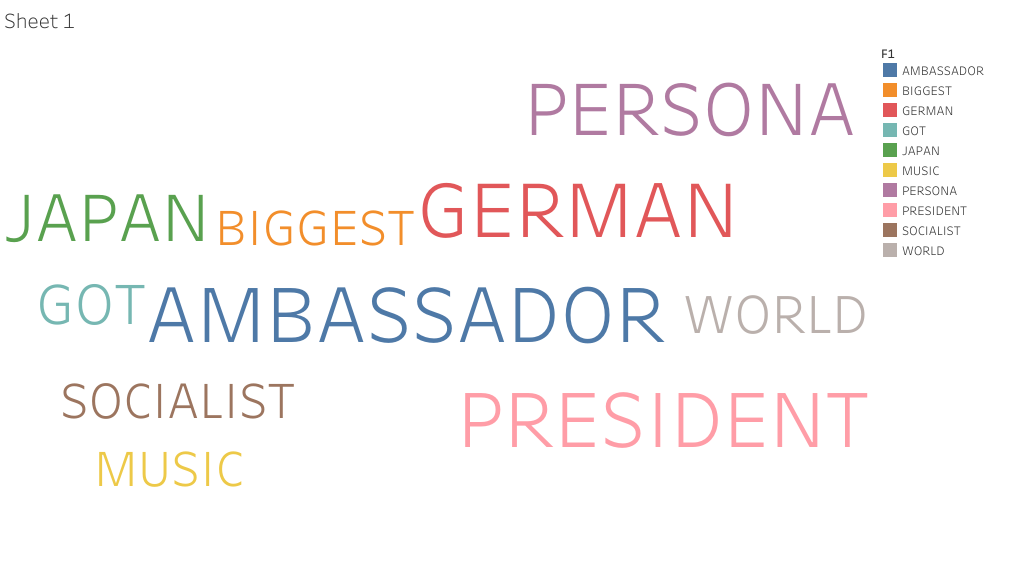 Sheet 1
PERSONA
JAPAN BIGGEST GERMAN
GOT AMBASSADOR WORLD
SOCIALIST PRESIDENT
MUSIC
F1
AMBASSADOR
BIGGEST
GERMAN
GOT
JAPAN
MUSIC
PERSONA
PRESIDENT
SOCIALIST
WORLD